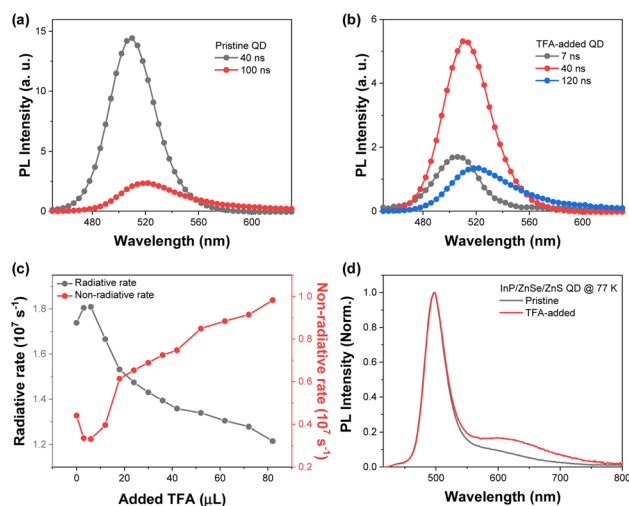 (a)
PL Intensity (a. u.)
15
10
5
0
Pristine QD
40 ns
100 ns
480 520 560 600
Wavelength (nm)
(b)
PL Intensity (a. u.)
6
4
2
0
TFA-added QD
7 ns
40 ns
120 ns
480 520 560 600
Wavelength (nm)
(c)
Radiative rate (10⁷ s⁻¹)
1.8
1.6
1.4
1.2
Radiative rate
Non-radiative rate
1.0
0.8
0.6
0.4
0.2
Non-radiative rate (10⁷ s⁻¹)
0 20 40 60 80
Added TFA (μL)
(d)
PL Intensity (Norm.)
1.0
0.8
0.6
0.4
0.2
0.0
InP/ZnSe/ZnS QD @ 77 K
Pristine
TFA-added
500 600 700 800
Wavelength (nm)